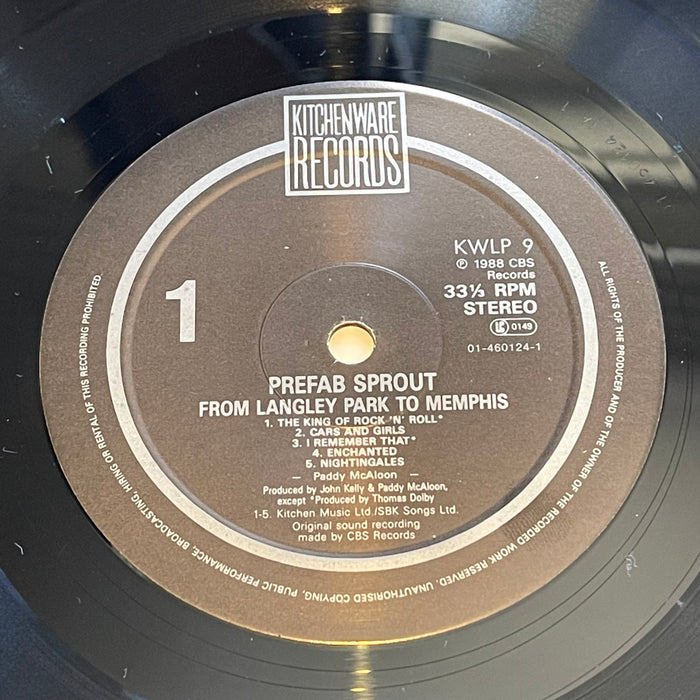 KITCHENWARE
RECORDS
KWLP 9
℗ 1988 CBS
Records
33⅓ RPM
STEREO
LC 0149
01-460124-1
1
PREFAB SPROUT
FROM LANGLEY PARK TO MEMPHIS
1. THE KING OF ROCK 'N' ROLL*
2. CARS AND GIRLS
3. I REMEMBER THAT*
4. ENCHANTED
5. NIGHTINGALES
— Paddy McAloon —
Produced by John Kelly & Paddy McAloon,
except *Produced by Thomas Dolby
1-5. Kitchen Music Ltd./SBK Songs Ltd.
Original sound recording
made by CBS Records
ALL RIGHTS OF THE PRODUCER AND OF THE OWNER OF THE RECORDED WORK RESERVED. UNAUTHORISED COPYING, PUBLIC PERFORMANCE, BROADCASTING, HIRING OR RENTAL OF THIS RECORDING PROHIBITED